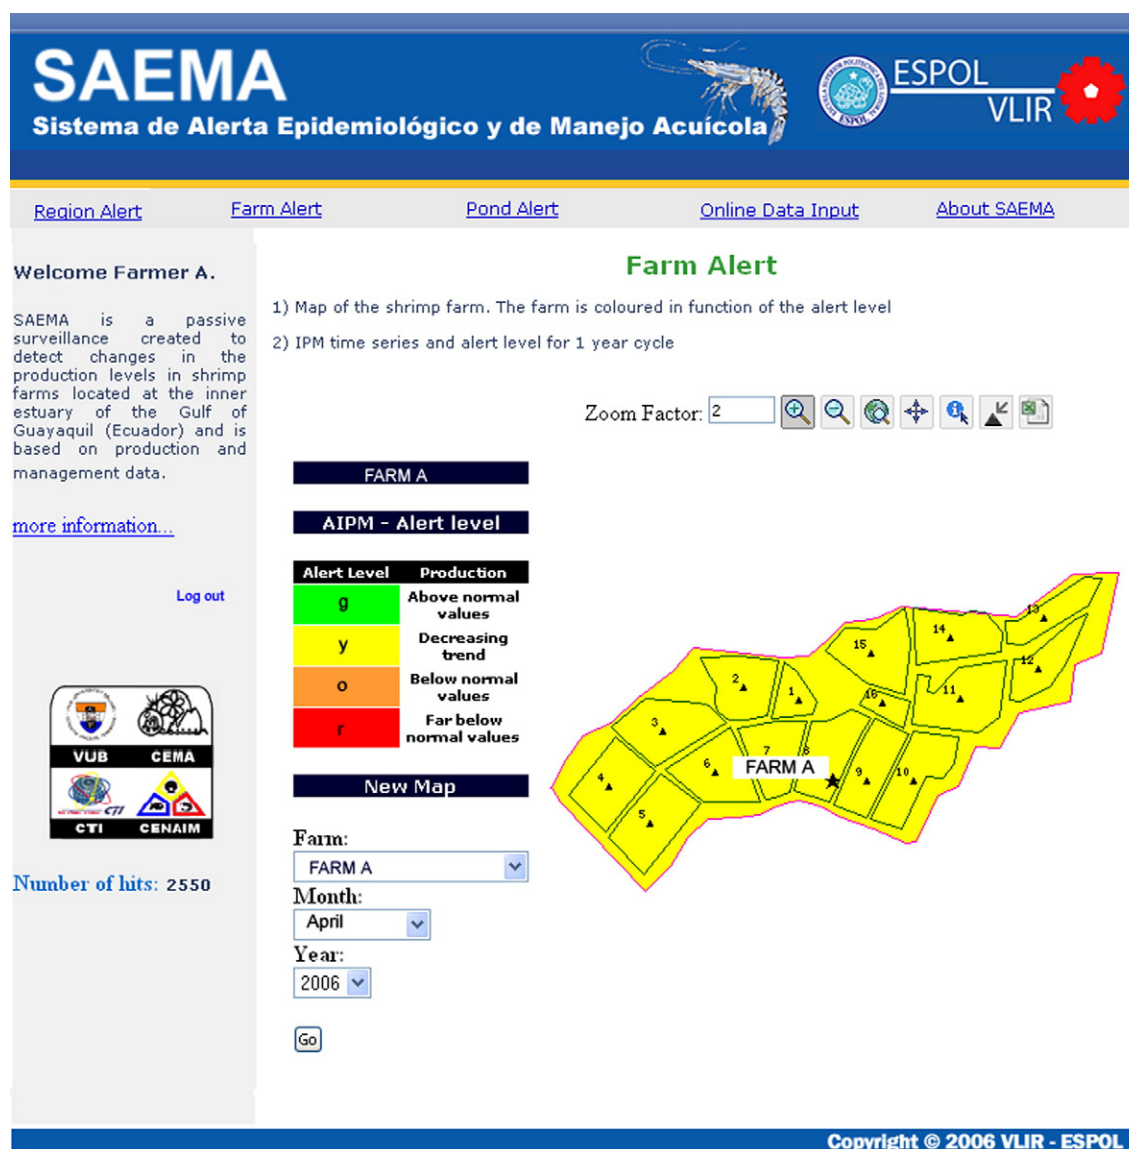 SAEMA
Sistema de Alerta Epidemiológico y de Manejo Acuícola
ESPOL
VLIR
ESPOL
Region Alert
Farm Alert
Pond Alert
Online Data Input
About SAEMA
Welcome Farmer A.
SAEMA is a passive
surveillance created to
detect changes in the
production levels in shrimp
farms located at the inner
estuary of the Gulf of
Guayaquil (Ecuador) and is
based on production and
management data.
more information...
Log out
VUB CEMA
CTI
CTI CENAIM
Number of hits: 2550
Farm Alert
1) Map of the shrimp farm. The farm is coloured in function of the alert level
2) IPM time series and alert level for 1 year cycle
Zoom Factor: 2
FARM A
AIPM - Alert level
Alert Level Production
g Above normal
values
y Decreasing
trend
o Below normal
values
r Far below
normal values
New Map
Farm:
FARM A
Month:
April
Year:
2006
Go
13
14
15
12
2
1
16
11
3
7
8
6
FARM A
9
10
4
5
Copyright © 2006 VLIR - ESPOL